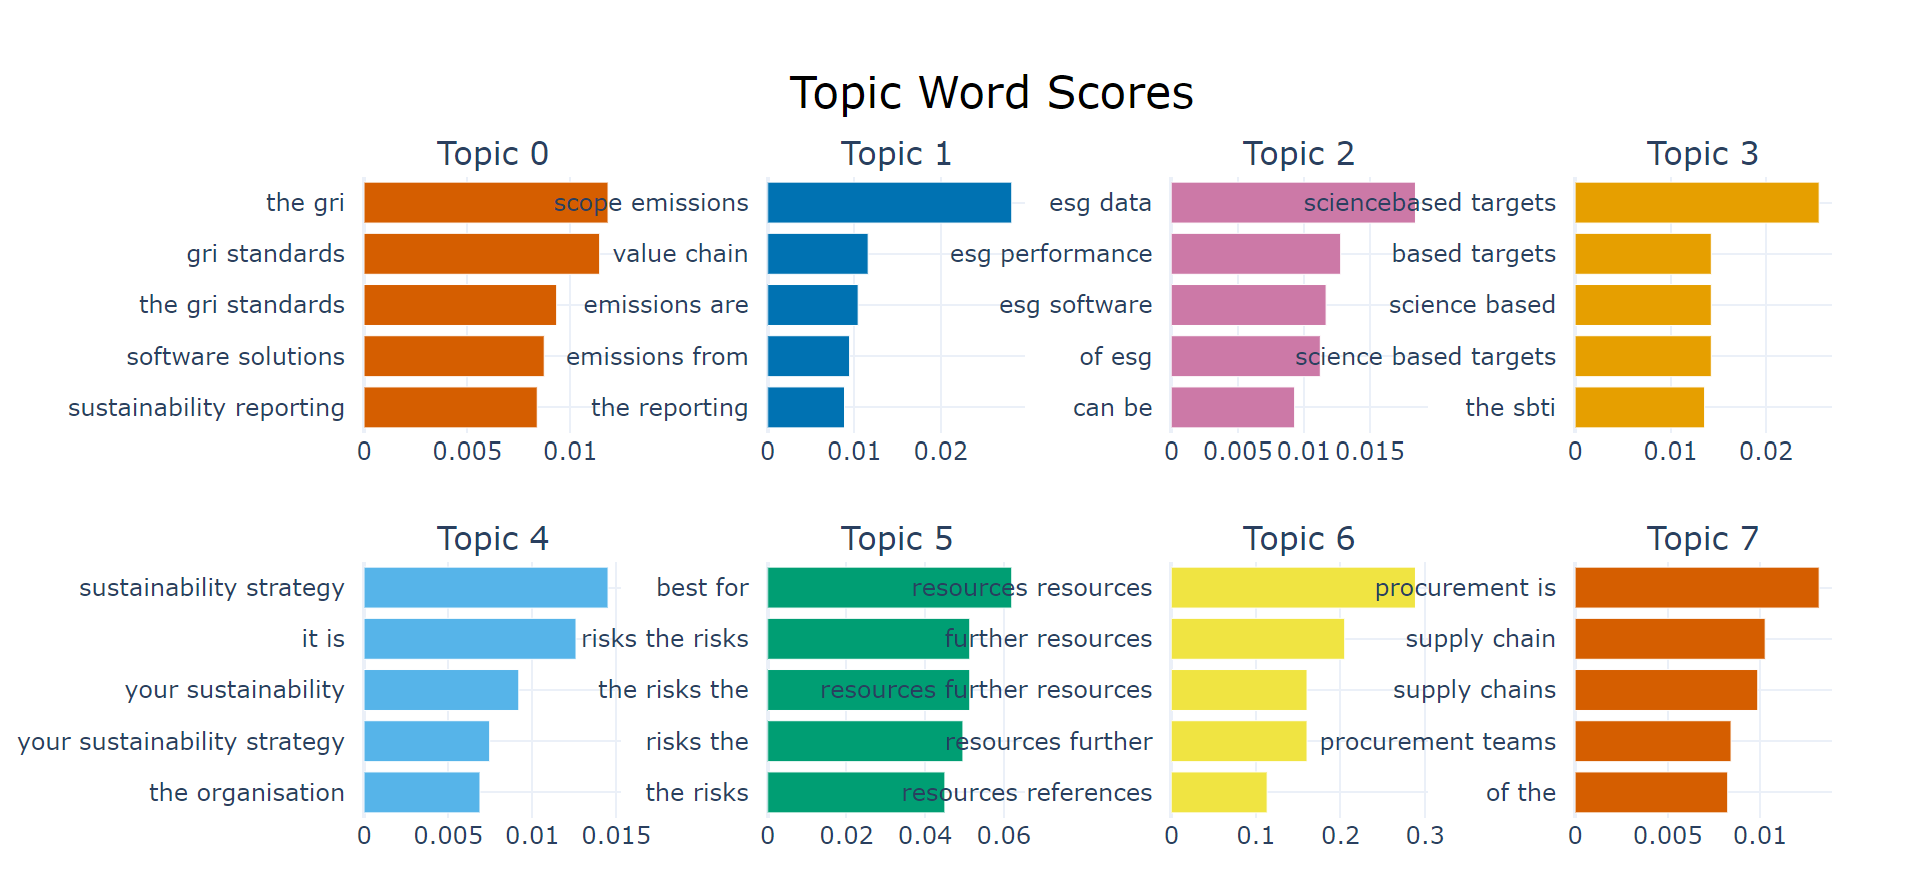 Topic Word Scores
Topic 0
the gri
gri standards
the gri standards
software solutions
sustainability reporting
0 0.005 0.01
Topic 1
scope emissions
value chain
emissions are
emissions from
the reporting
0 0.01 0.02
Topic 2
esg data
esg performance
esg software
of esg
can be
0 0.005 0.01 0.015
Topic 3
sciencebased targets
based targets
science based
science based targets
the sbti
0 0.01 0.02
Topic 4
sustainability strategy
it is
your sustainability
your sustainability strategy
the organisation
0 0.005 0.01 0.015
Topic 5
best for
risks the risks
the risks the
risks the
the risks
0 0.02 0.04 0.06
Topic 6
resources resources
further resources
resources further resources
resources further
resources references
0 0.1 0.2 0.3
Topic 7
procurement is
supply chain
supply chains
procurement teams
of the
0 0.005 0.01